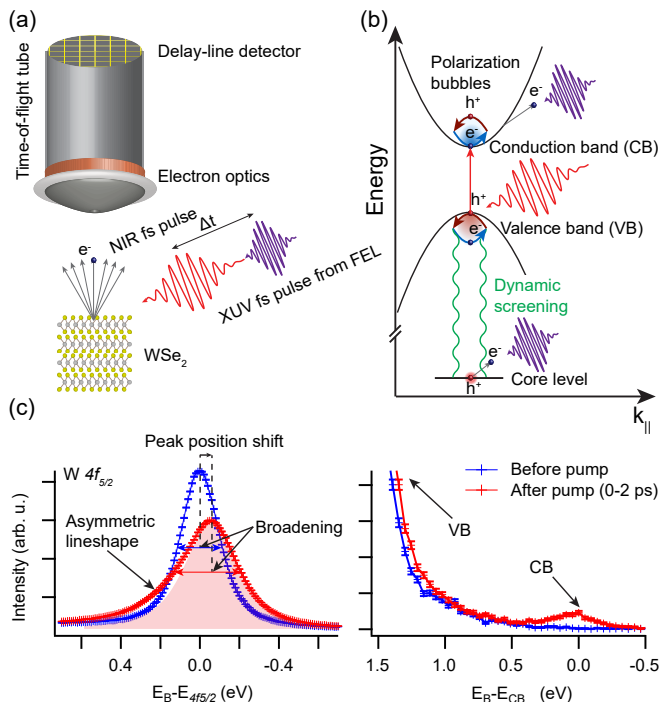 (a)
Time-of-flight tube
Delay-line detector
Electron optics
e-
NIR fs pulse
Δt
XUV fs pulse from FEL
WSe2
(b)
Energy
Polarization
bubbles
h+
e-
e-
Conduction band (CB)
h+
e-
Valence band (VB)
Dynamic
screening
e-
h+
Core level
k||
(c)
Peak position shift
W 4f5/2
Asymmetric
lineshape
Broadening
Intensity (arb. u.)
0.4
0.0
-0.4
EB-E4f5/2 (eV)
Before pump
After pump (0-2 ps)
VB
CB
1.5
1.0
0.5
0.0
-0.5
EB-ECB (eV)